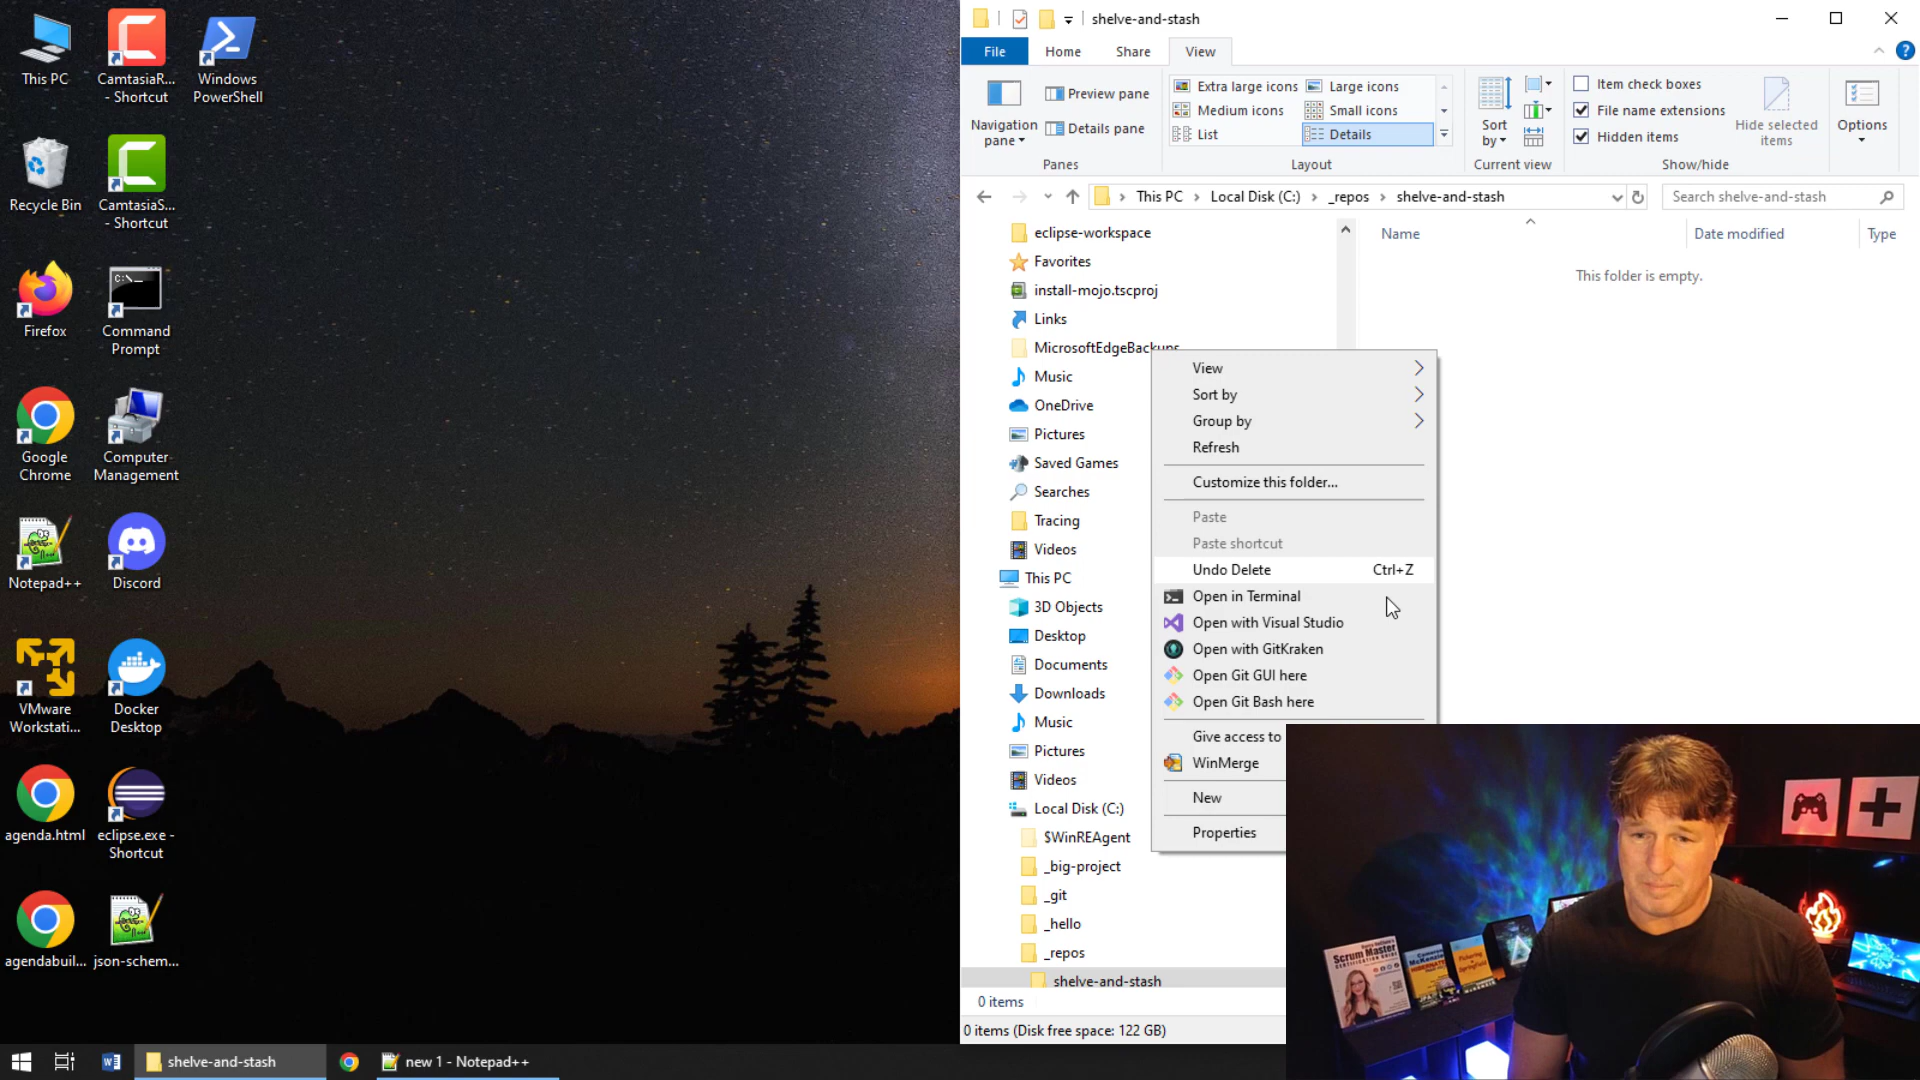 This PC
CamtasiaR...
- Shortcut
Windows
PowerShell
Recycle Bin
CamtasiaS...
- Shortcut
Firefox
Command
Prompt
Google
Chrome
Computer
Management
Notepad++
Discord
VMware
Workstati...
Docker
Desktop
agenda.html
eclipse.exe -
Shortcut
agendabuil...
json-schem...
shelve-and-stash
File
Home
Share
View
Navigation
pane
Preview pane
Details pane
Panes
Extra large icons
Large icons
Medium icons
Small icons
List
Details
Layout
Sort
by
Current view
Item check boxes
File name extensions
Hidden items
Hide selected
items
Show/hide
Options
This PC > Local Disk (C:) > _repos > shelve-and-stash
Search shelve-and-stash
Name
Date modified
Type
This folder is empty.
eclipse-workspace
Favorites
install-mojo.tscproj
Links
MicrosoftEdgeBackups
Music
OneDrive
Pictures
Saved Games
Searches
Tracing
Videos
This PC
3D Objects
Desktop
Documents
Downloads
Music
Pictures
Videos
Local Disk (C:)
$WinREAgent
_big-project
_git
_hello
_repos
shelve-and-stash
View
Sort by
Group by
Refresh
Customize this folder...
Paste
Paste shortcut
Undo Delete Ctrl+Z
Open in Terminal
Open with Visual Studio
Open with GitKraken
Open Git GUI here
Open Git Bash here
Give access to
WinMerge
New
Properties
0 items
0 items (Disk free space: 122 GB)
Scrum Master
shelve-and-stash
new 1 - Notepad++